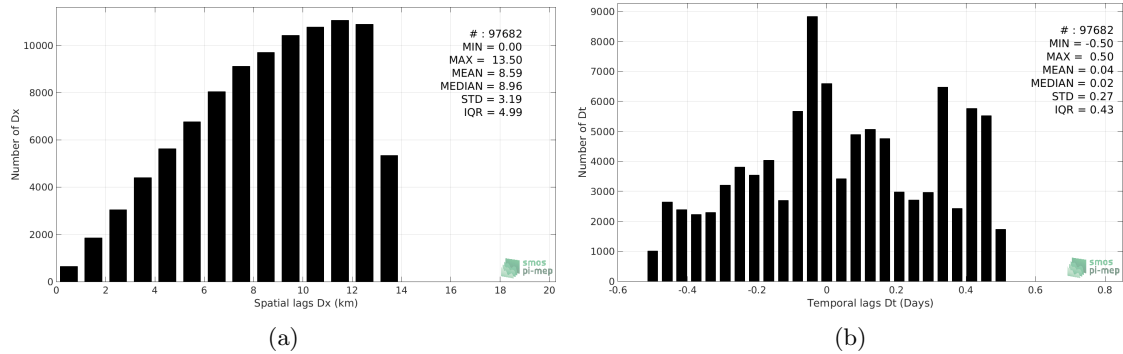 10000
8000
6000
4000
2000
0
Number of Dx
# : 97682
MIN = 0.00
MAX = 13.50
MEAN = 8.59
MEDIAN = 8.96
STD = 3.19
IQR = 4.99
smos
pi-mep
0 2 4 6 8 10 12 14 16 18 20
Spatial lags Dx (km)
(a)
9000
8000
7000
6000
5000
4000
3000
2000
1000
0
Number of Dt
# : 97682
MIN = -0.50
MAX = 0.50
MEAN = 0.04
MEDIAN = 0.02
STD = 0.27
IQR = 0.43
smos
pi-mep
-0.6 -0.4 -0.2 0 0.2 0.4 0.6 0.8
Temporal lags Dt (Days)
(b)